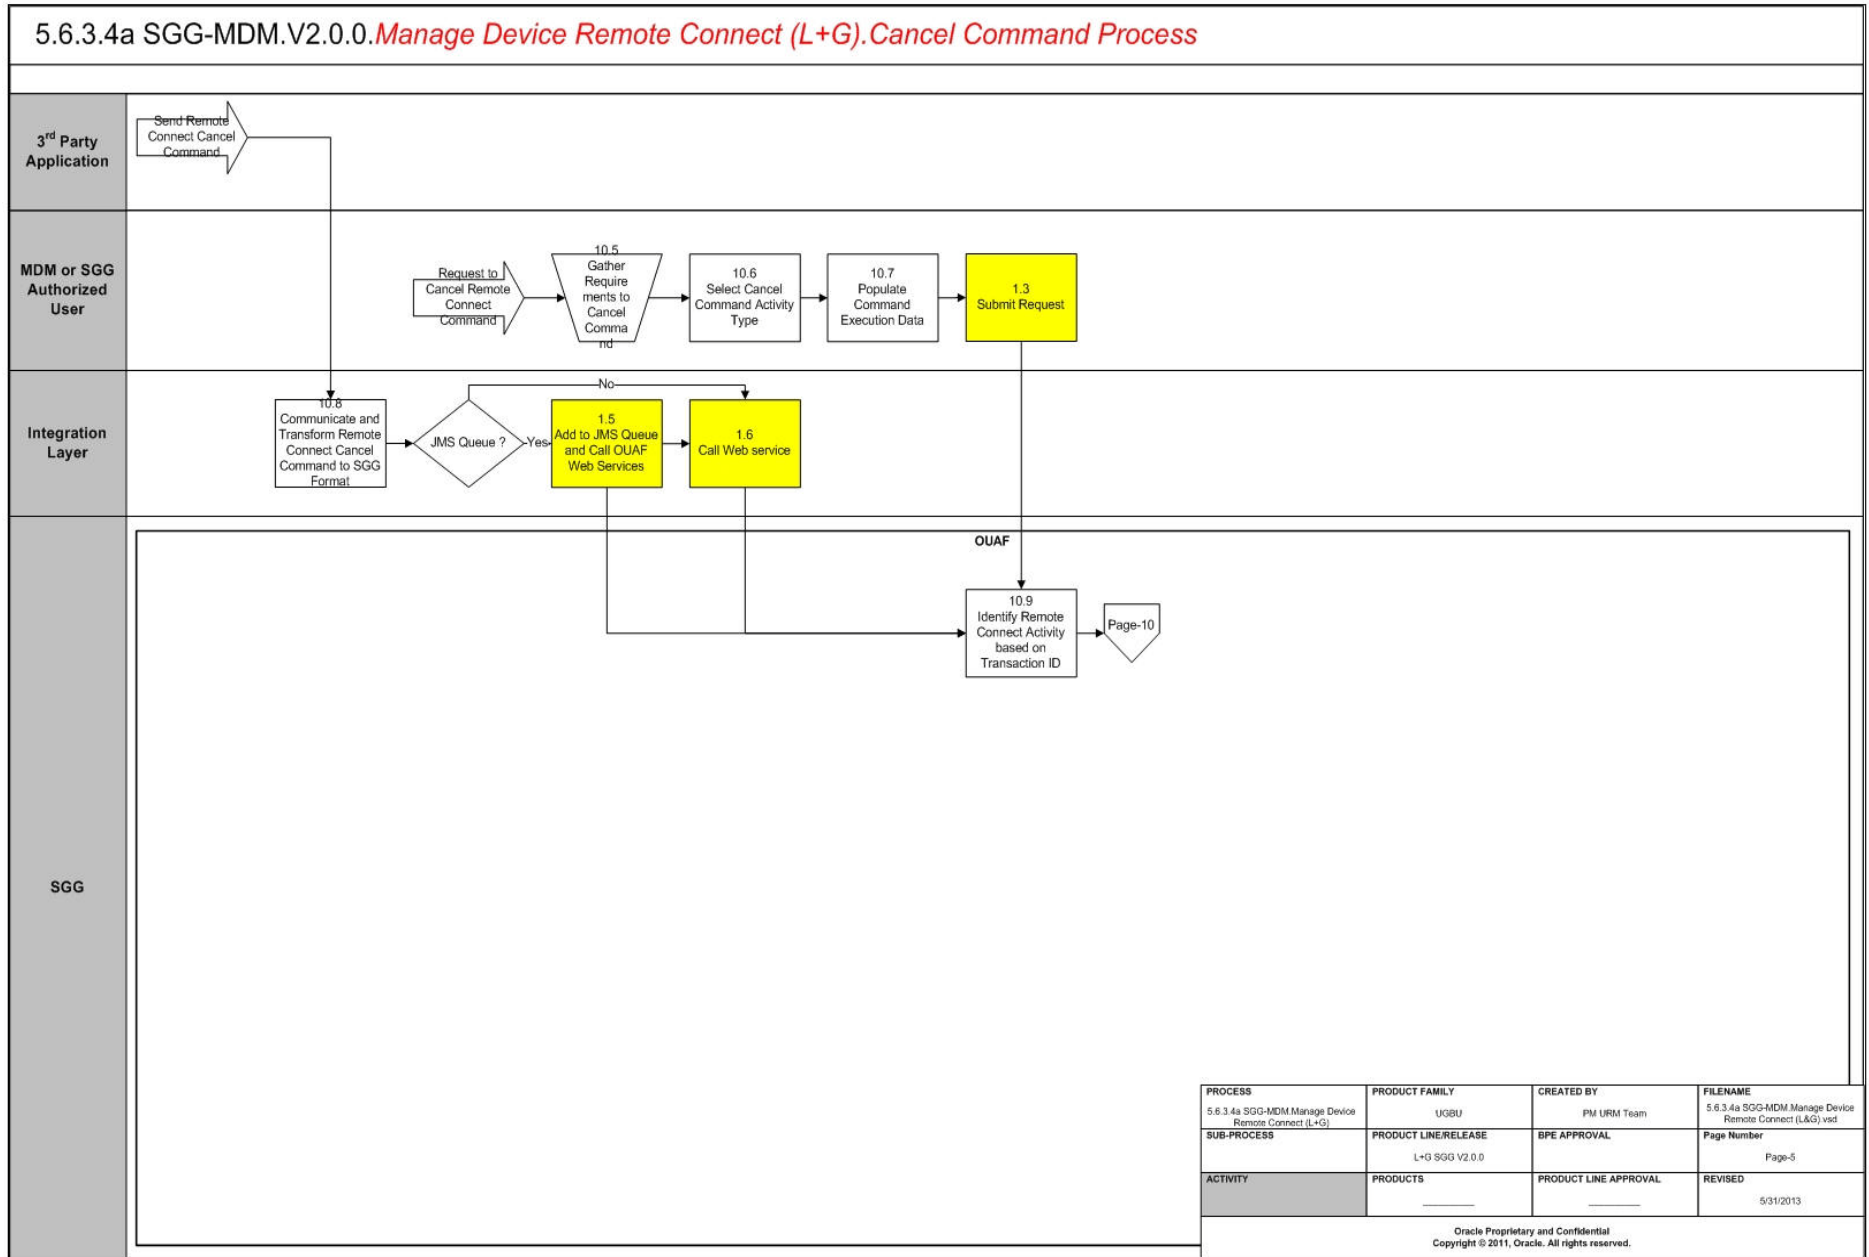 5.6.3.4a SGG-MDM.V2.0.0.Manage Device Remote Connect (L+G).Cancel Command Process
3rd Party
Application
Send Remote
Connect Cancel
Command
MDM or SGG
Authorized
User
Request to
Cancel Remote
Connect
Command
10.5
Gather
Require
ments to
Cancel
Comma
nd
10.6
Select Cancel
Command Activity
Type
10.7
Populate
Command
Execution Data
1.3
Submit Request
Integration
Layer
10.8
Communicate and
Transform Remote
Connect Cancel
Command to SGG
Format
JMS Queue ?
No
Yes
1.5
Add to JMS Queue
and Call OUAF
Web Services
1.6
Call Web service
SGG
OUAF
10.9
Identify Remote
Connect Activity
based on
Transaction ID
Page-10
PROCESS
5.6.3.4a SGG-MDM.Manage Device
Remote Connect (L+G)
PRODUCT FAMILY
UGBU
CREATED BY
PM URM Team
FILENAME
5.6.3.4a SGG-MDM.Manage Device
Remote Connect (L&G).vsd
SUB-PROCESS
PRODUCT LINE/RELEASE
L+G SGG V2.0.0
BPE APPROVAL
Page Number
Page-5
ACTIVITY
PRODUCTS
PRODUCT LINE APPROVAL
REVISED
5/31/2013
Oracle Proprietary and Confidential
Copyright © 2011, Oracle. All rights reserved.